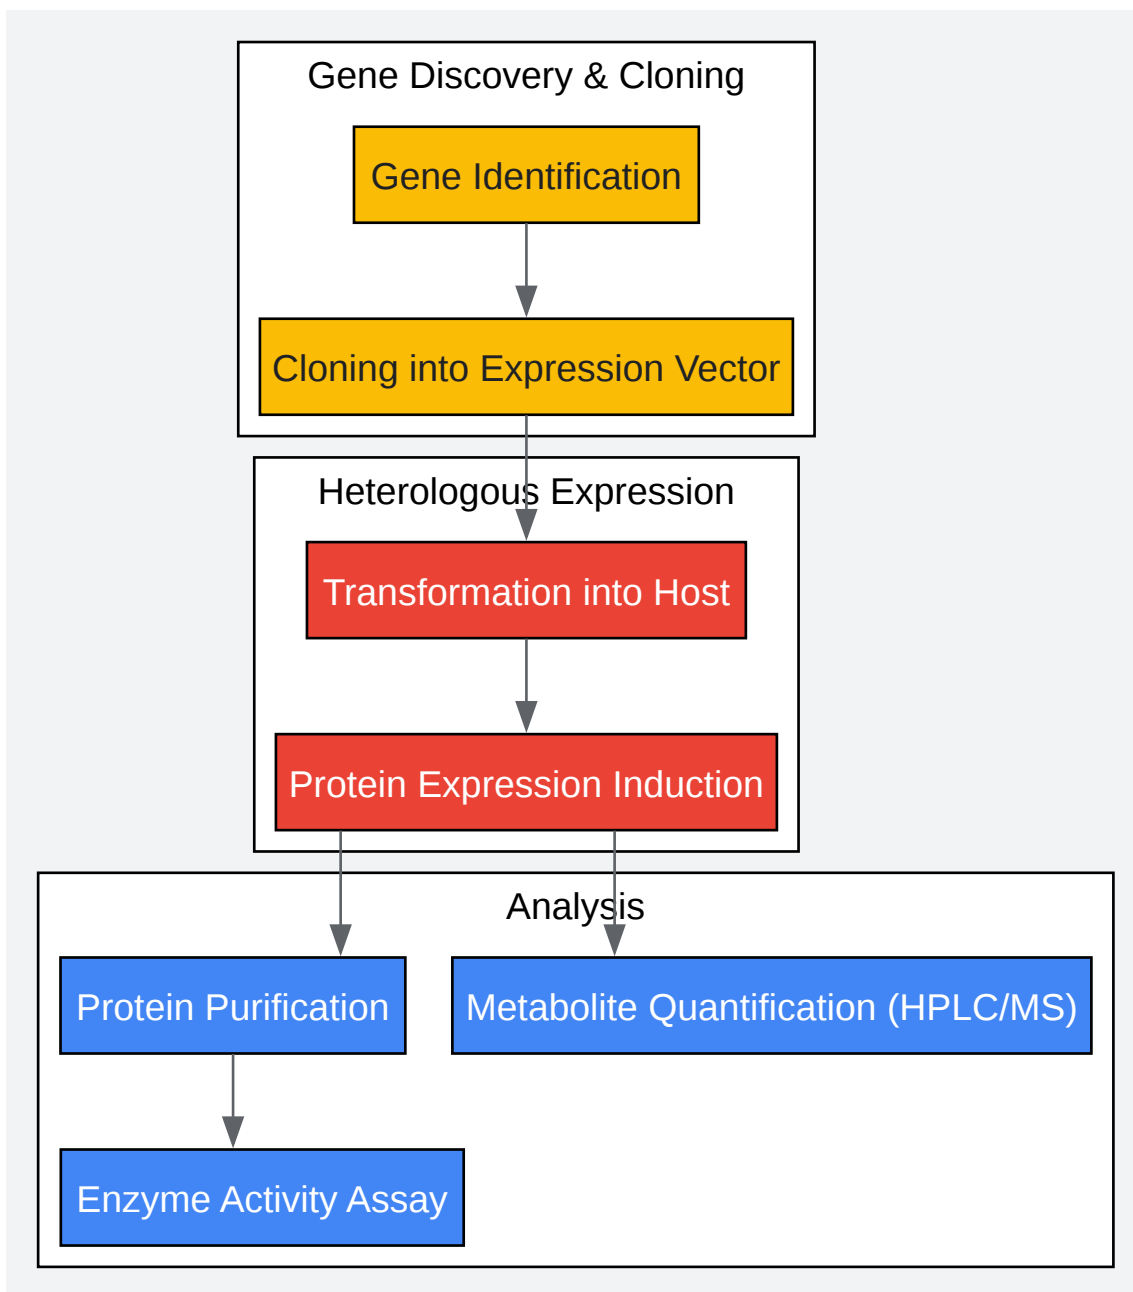 Gene Discovery & Cloning
Gene Identification
Cloning into Expression Vector
Heterologous Expression
Transformation into Host
Protein Expression Induction
Analysis
Protein Purification
Metabolite Quantification (HPLC/MS)
Enzyme Activity Assay